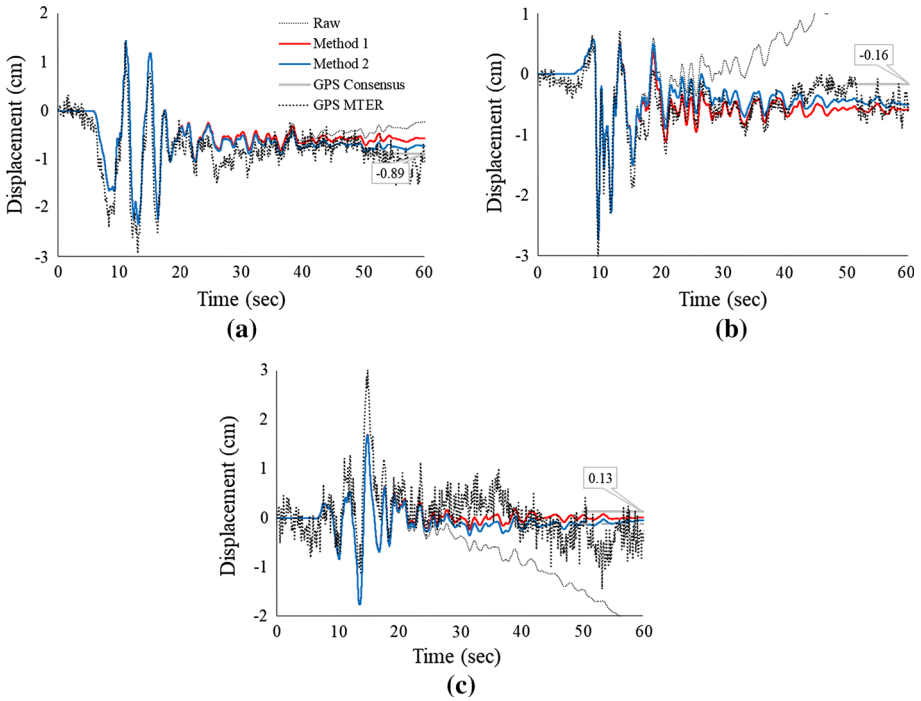 2
1
0
-1
-2
-3
Displacement (cm)
Raw
Method 1
Method 2
GPS Consensus
GPS MTER
-0.89
0 10 20 30 40 50 60
Time (sec)
(a)
1
0
-1
-2
-3
Displacement (cm)
-0.16
0 10 20 30 40 50 60
Time (sec)
(b)
3
2
1
0
-1
-2
Displacement (cm)
0.13
0 10 20 30 40 50 60
Time (sec)
(c)